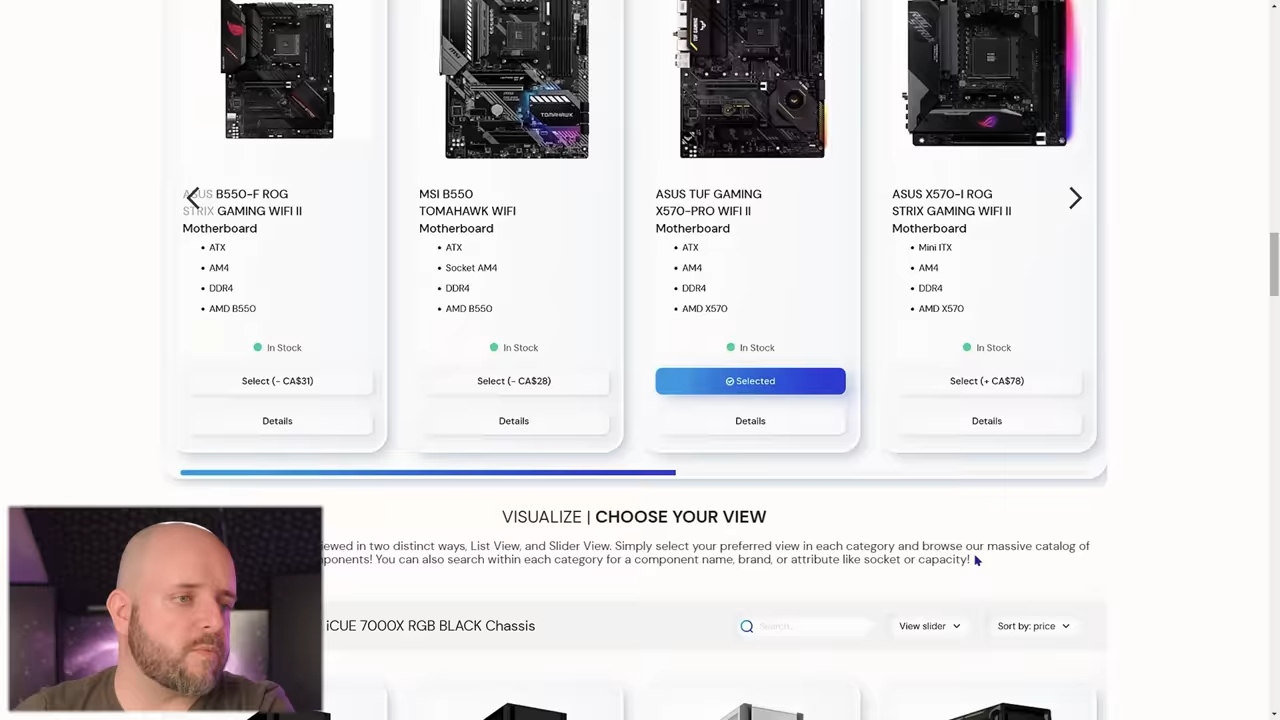 TUF GAMING
TOMAHAWK
ASUS B550-F ROG
STRIX GAMING WIFI II
Motherboard
• ATX
• AM4
• DDR4
• AMD B550
In Stock
Select (- CA$31)
Details
MSI B550
TOMAHAWK WIFI
Motherboard
• ATX
• Socket AM4
• DDR4
• AMD B550
In Stock
Select (- CA$28)
Details
ASUS TUF GAMING
X570-PRO WIFI II
Motherboard
• ATX
• AM4
• DDR4
• AMD X570
In Stock
Selected
Details
ASUS X570-I ROG
STRIX GAMING WIFI II
Motherboard
• Mini ITX
• AM4
• DDR4
• AMD X570
In Stock
Select (+ CA$78)
Details
VISUALIZE | CHOOSE YOUR VIEW
in two distinct ways, List View, and Slider View. Simply select your preferred view in each category and browse our massive catalog of
You can also search within each category for a component name, brand, or attribute like socket or capacity!
iCUE 7000X RGB BLACK Chassis
Search..
View slider
Sort by: price